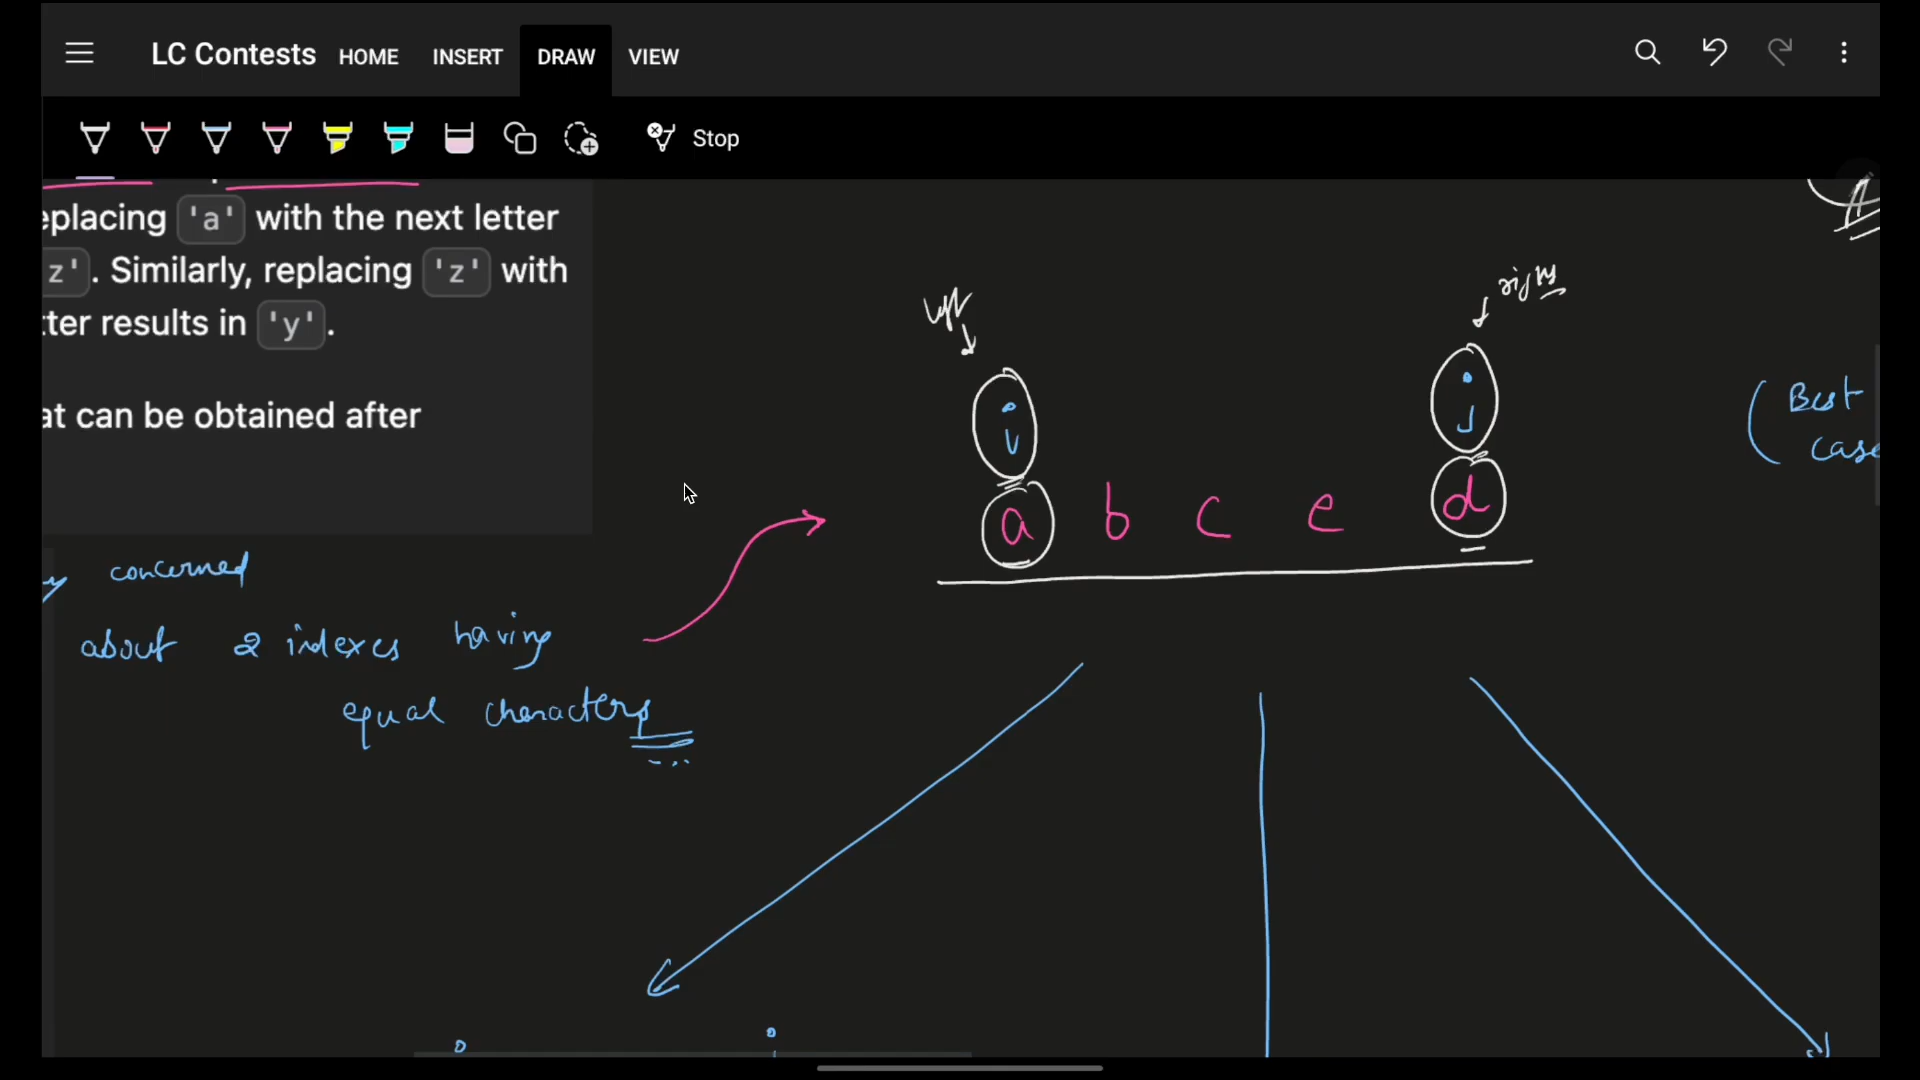 LC Contests HOME INSERT DRAW VIEW
Stop
eplacing 'a' with the next letter
z'. Similarly, replacing 'z' with
ter results in 'y'.
at can be obtained after
left
right
i
j
a b c e d
(Best
case
y concerned
about 2 indexes having
equal characters